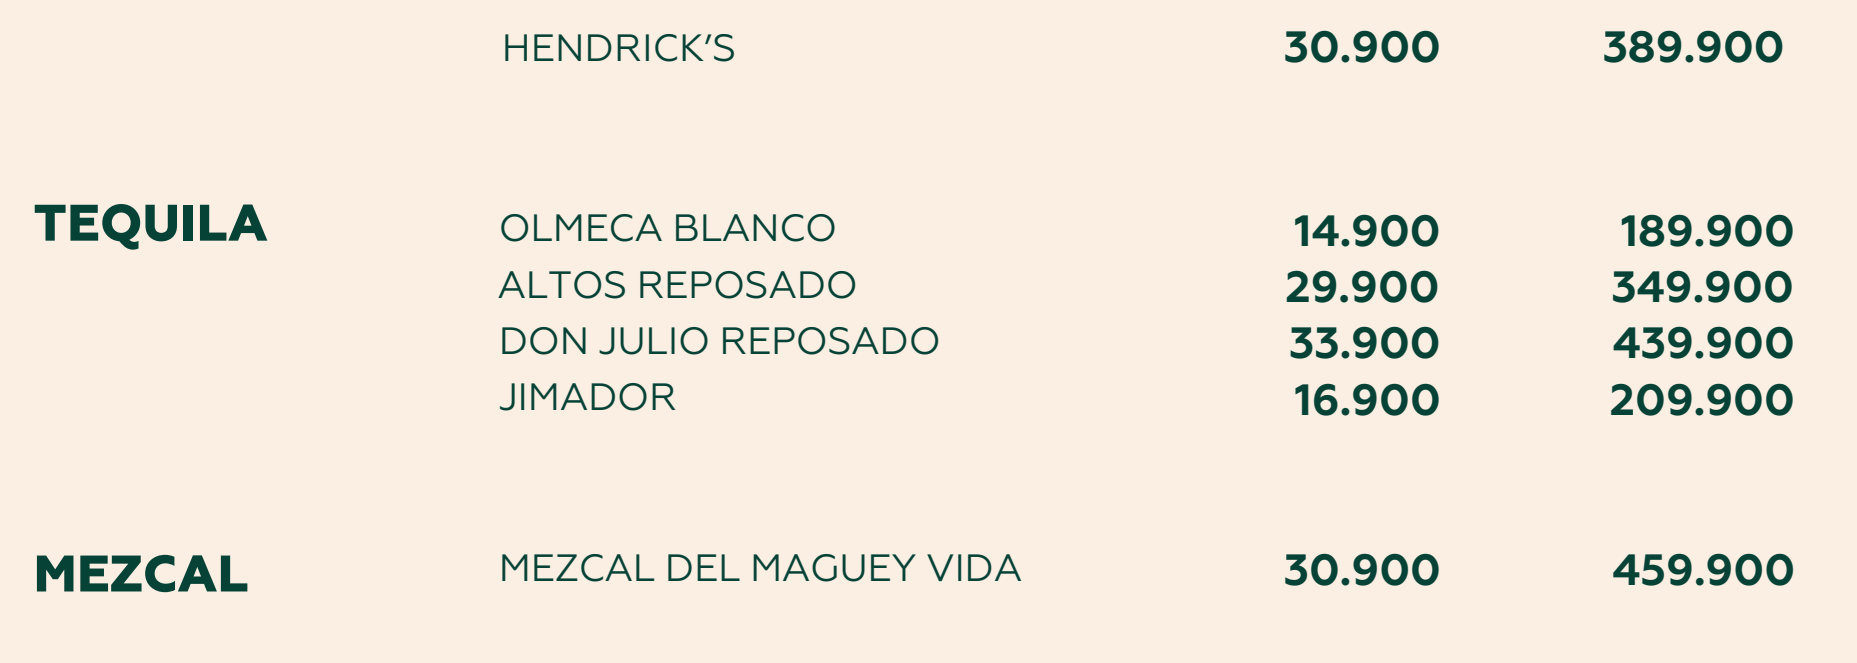 HENDRICK’S 30.900 389.900
TEQUILA OLMECA BLANCO 14.900 189.900
ALTOS REPOSADO 29.900 349.900
DON JULIO REPOSADO 33.900 439.900
JIMADOR 16.900 209.900
MEZCAL MEZCAL DEL MAGUEY VIDA 30.900 459.900